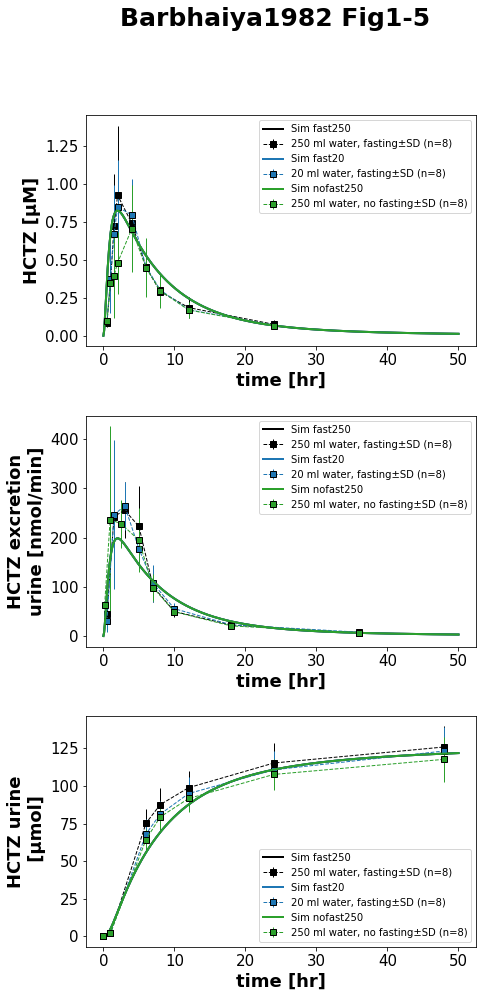 Barbhaiya1982 Fig1-5
HCTZ [µM]
1.25
1.00
0.75
0.50
0.25
0.00
Sim fast250
250 ml water, fasting±SD (n=8)
Sim fast20
20 ml water, fasting±SD (n=8)
Sim nofast250
250 ml water, no fasting±SD (n=8)
0 10 20 30 40 50
time [hr]
HCTZ excretion
urine [nmol/min]
400
300
200
100
0
Sim fast250
250 ml water, fasting±SD (n=8)
Sim fast20
20 ml water, fasting±SD (n=8)
Sim nofast250
250 ml water, no fasting±SD (n=8)
0 10 20 30 40 50
time [hr]
HCTZ urine
[µmol]
125
100
75
50
25
0
Sim fast250
250 ml water, fasting±SD (n=8)
Sim fast20
20 ml water, fasting±SD (n=8)
Sim nofast250
250 ml water, no fasting±SD (n=8)
0 10 20 30 40 50
time [hr]